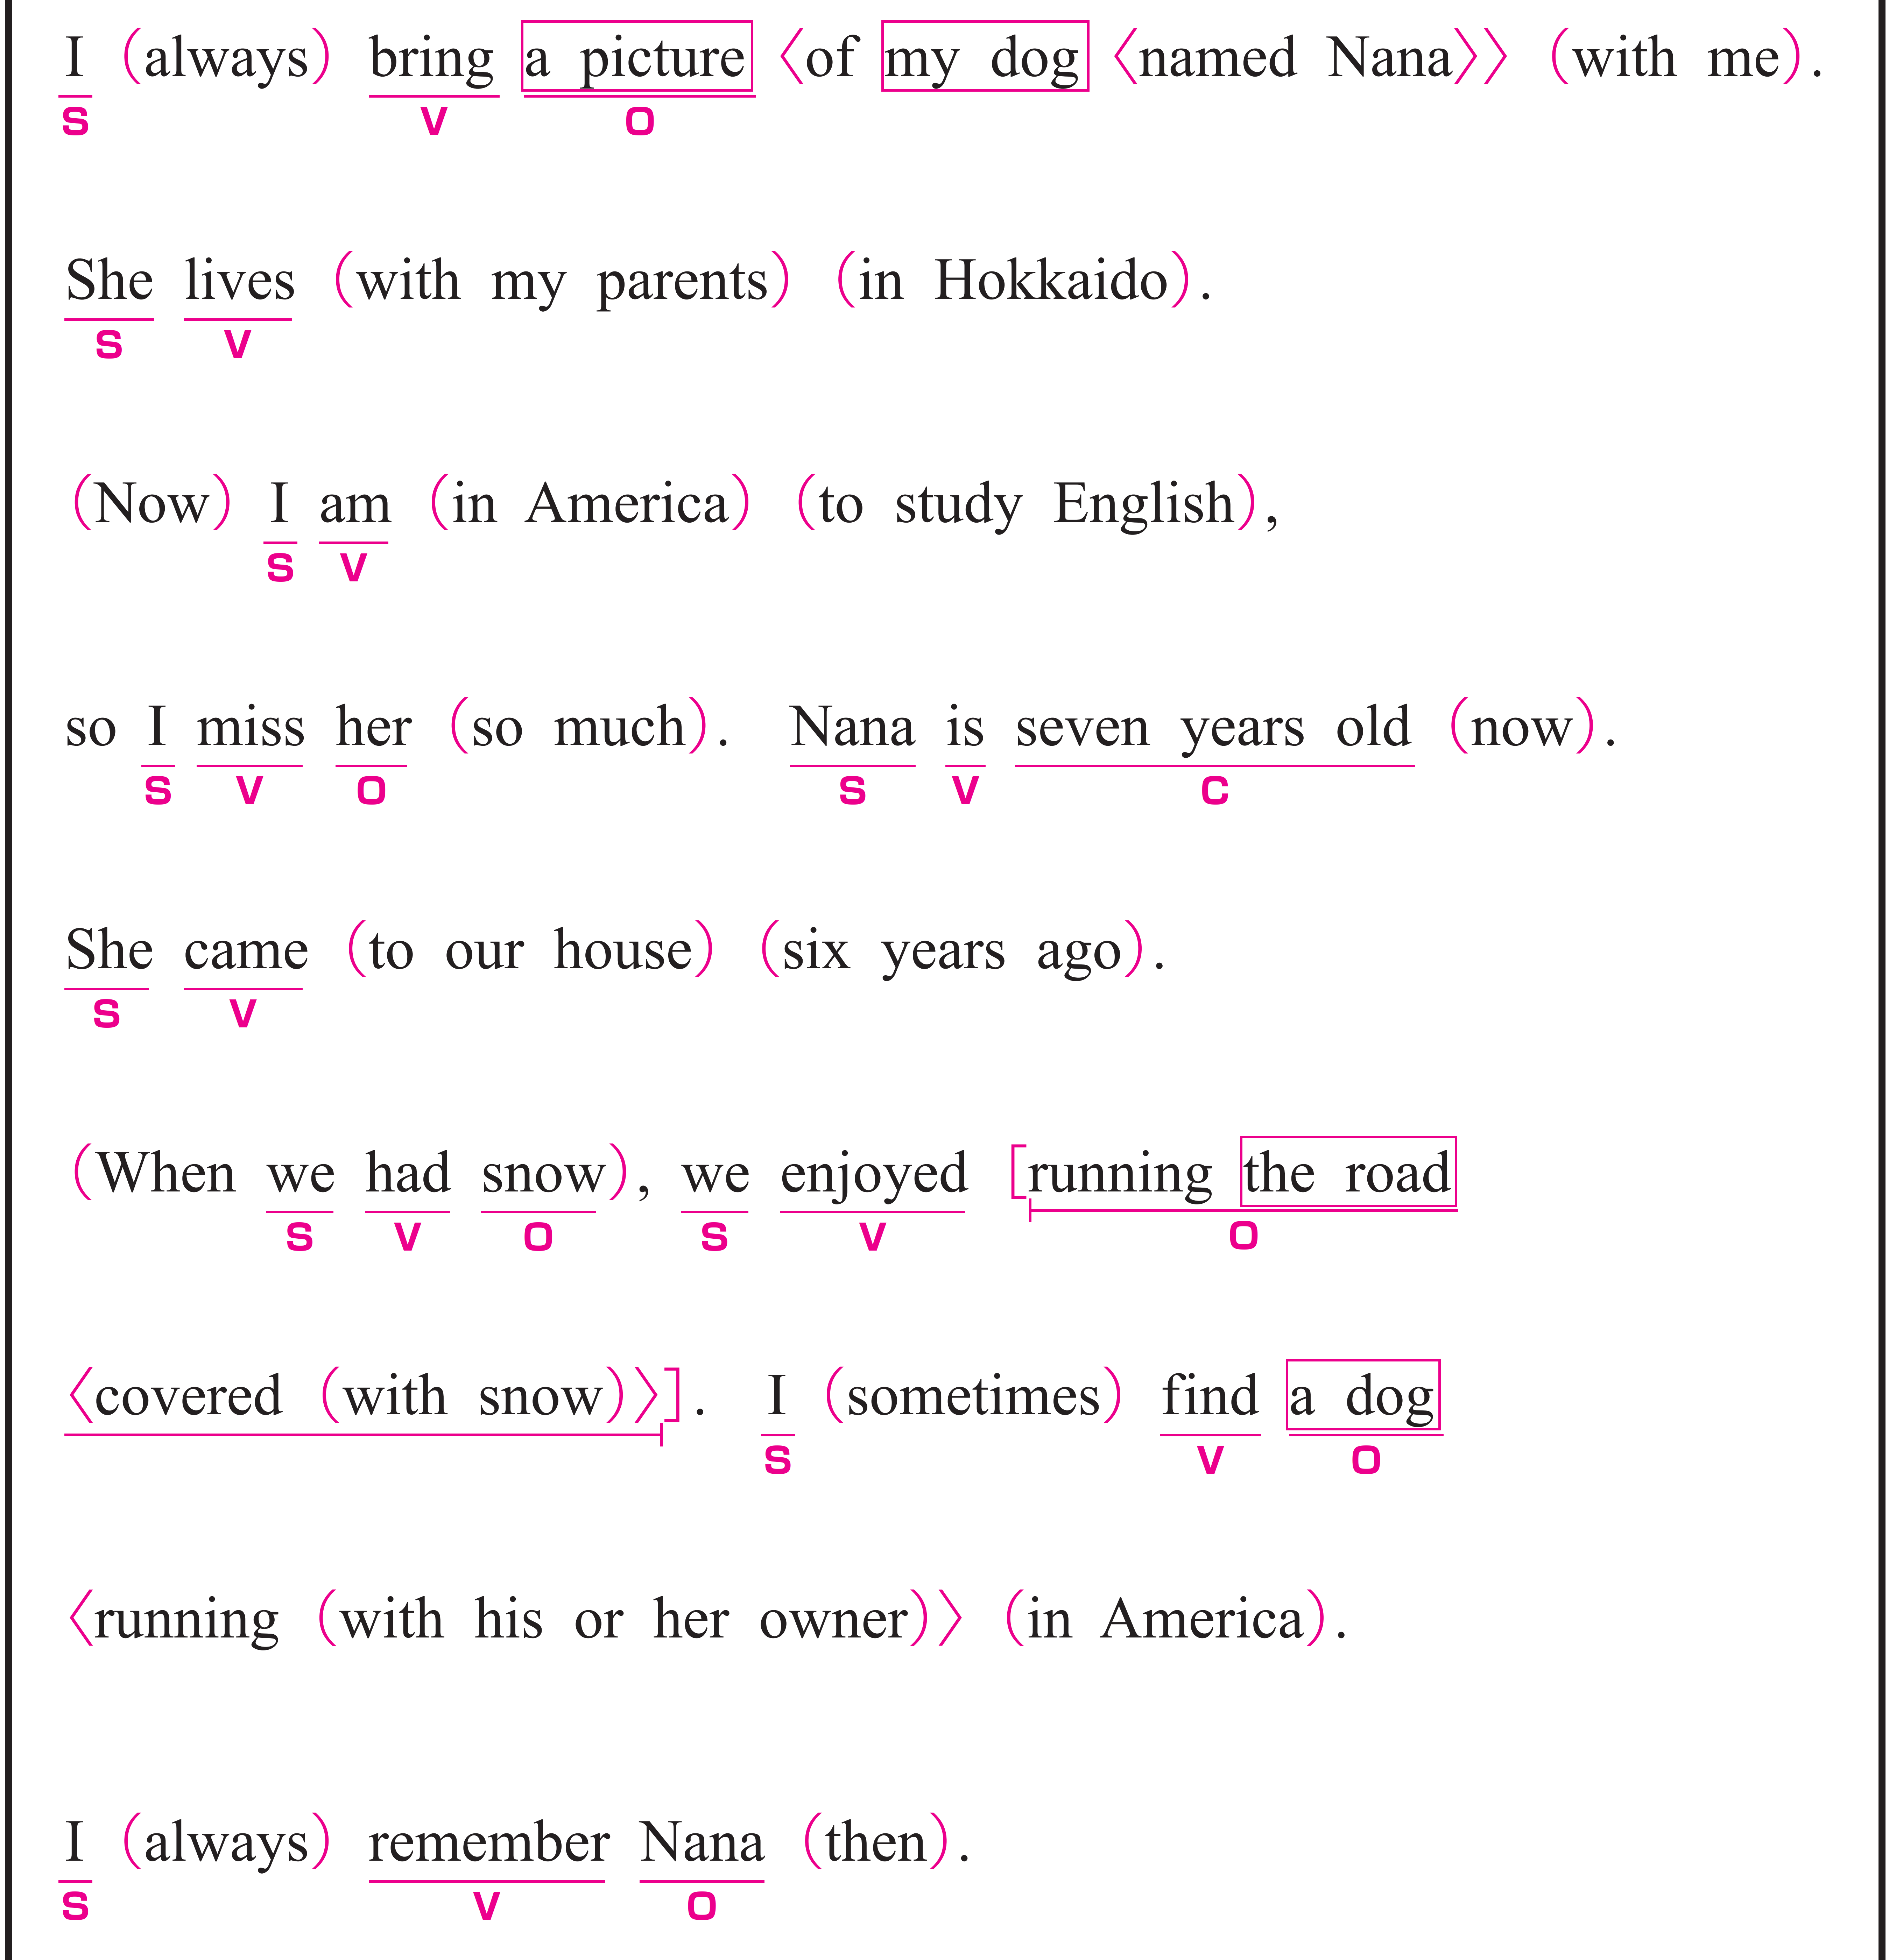 I (always) bring a picture 〈of my dog 〈named Nana〉〉 (with me).
S V O
She lives (with my parents) (in Hokkaido).
S V
(Now) I am (in America) (to study English),
S V
so I miss her (so much). Nana is seven years old (now).
S V O S V C
She came (to our house) (six years ago).
S V
(When we had snow), we enjoyed [running the road
S V O S V O
〈covered (with snow)〉]. I (sometimes) find a dog
S V O
〈running (with his or her owner)〉 (in America).
I (always) remember Nana (then).
S V O